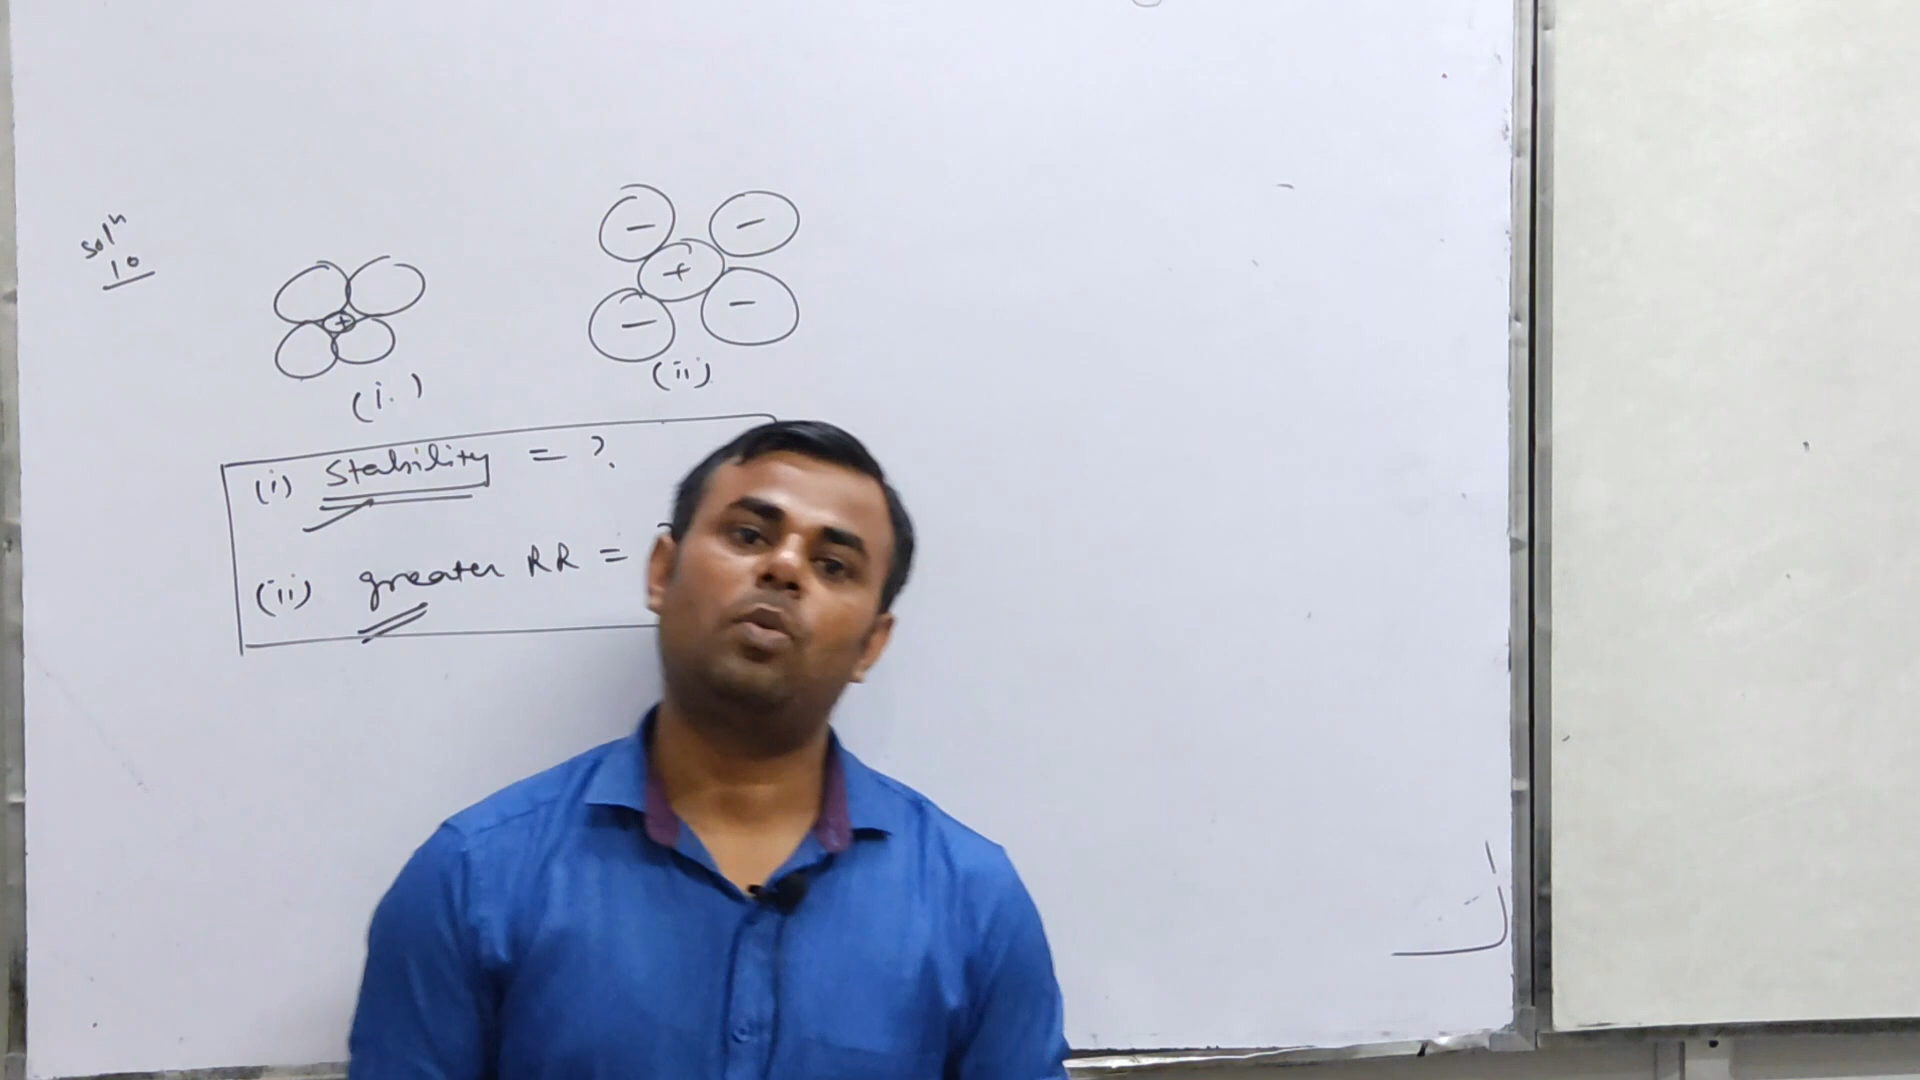 Solⁿ
10
+
(i.)
- -
+
- -
(ii)
(i) Stability = ?
(ii) greater RR = ?